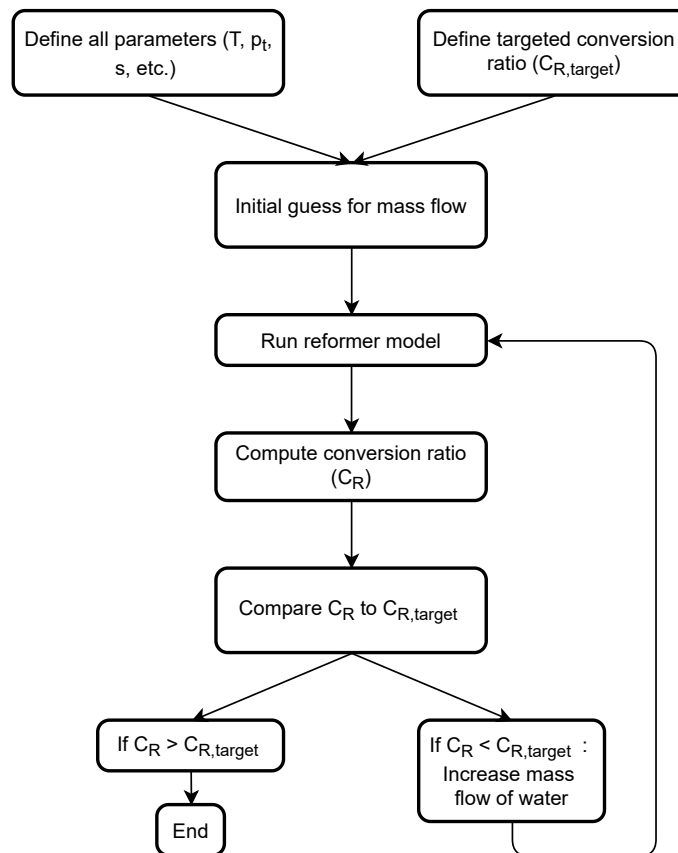 Define all parameters (T, pt,
s, etc.)
Define targeted conversion
ratio (CR,target)
Initial guess for mass flow
Run reformer model
Compute conversion ratio
(CR)
Compare CR to CR,target
If CR > CR,target
If CR < CR,target :
Increase mass
flow of water
End